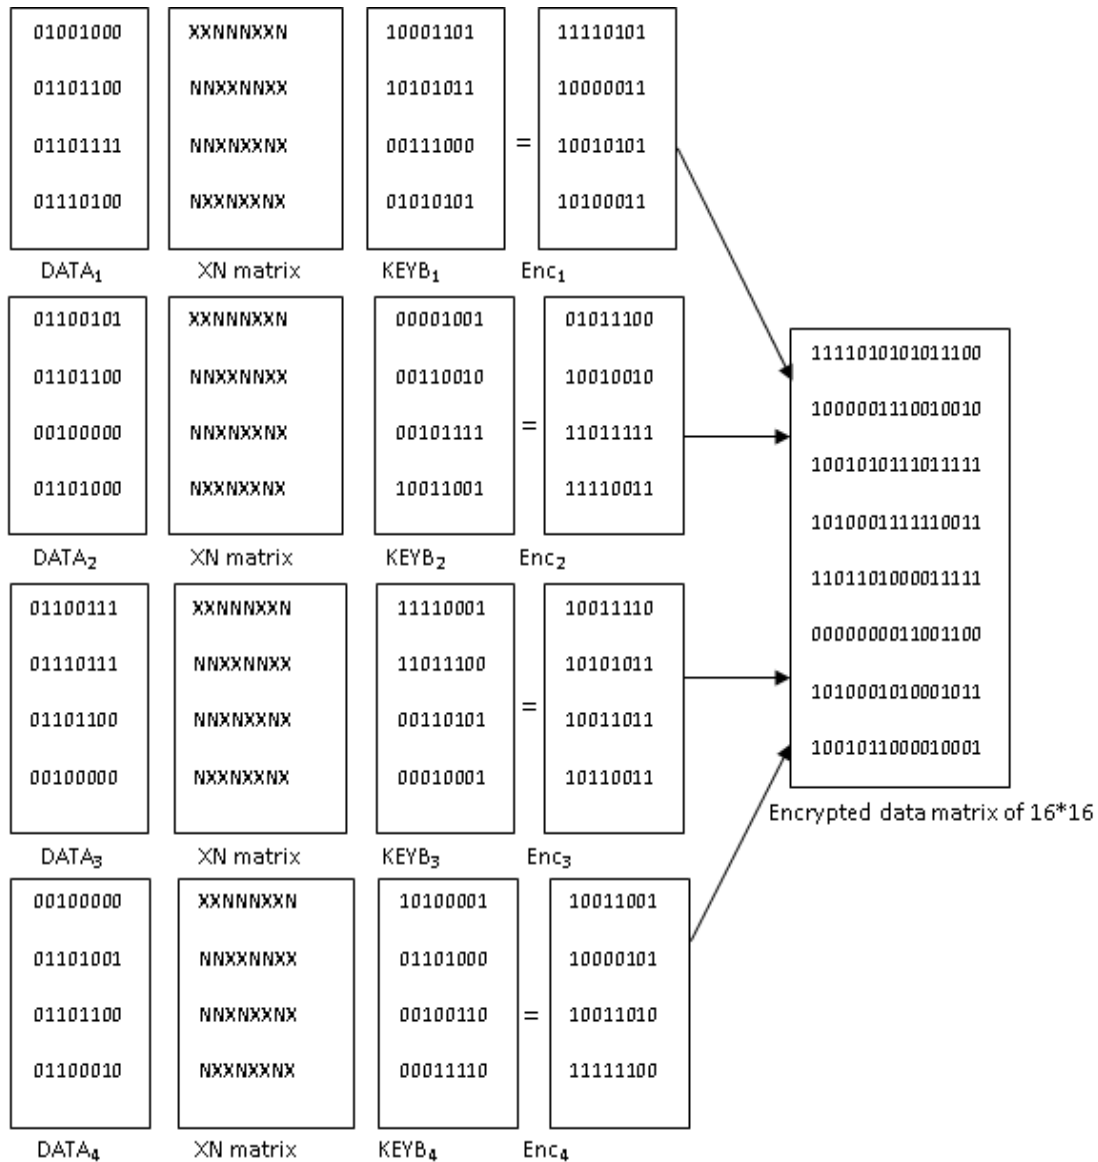 01001000 XXNNNXXN 10001101 11110101
01101100 NNXXNNXX 10101011 10000011
01101111 NNXNXXNX 00111000 = 10010101
01110100 NXXNXXNX 01010101 10100011
DATA1 XN matrix KEYB1 Enc1
01100101 XXNNNXXN 00001001 01011100
01101100 NNXXNNXX 00110010 10010010
00100000 NNXNXXNX 00101111 = 11011111
01101000 NXXNXXNX 10011001 11110011
DATA2 XN matrix KEYB2 Enc2
01100111 XXNNNXXN 11110001 10011110
01110111 NNXXNNXX 11011100 10101011
01101100 NNXNXXNX 00110101 = 10011011
00100000 NXXNXXNX 00010001 10110011
DATA3 XN matrix KEYB3 Enc3
00100000 XXNNNXXN 10100001 10011001
01101001 NNXXNNXX 01101000 10000101
01101100 NNXNXXNX 00100110 = 10011010
01100010 NXXNXXNX 00011110 11111100
DATA4 XN matrix KEYB4 Enc4
1111010101011100
1000001110010010
1001010111011111
1010001111110011
1101101000011111
0000000011001100
1010001010001011
1001011000010001
Encrypted data matrix of 16*16